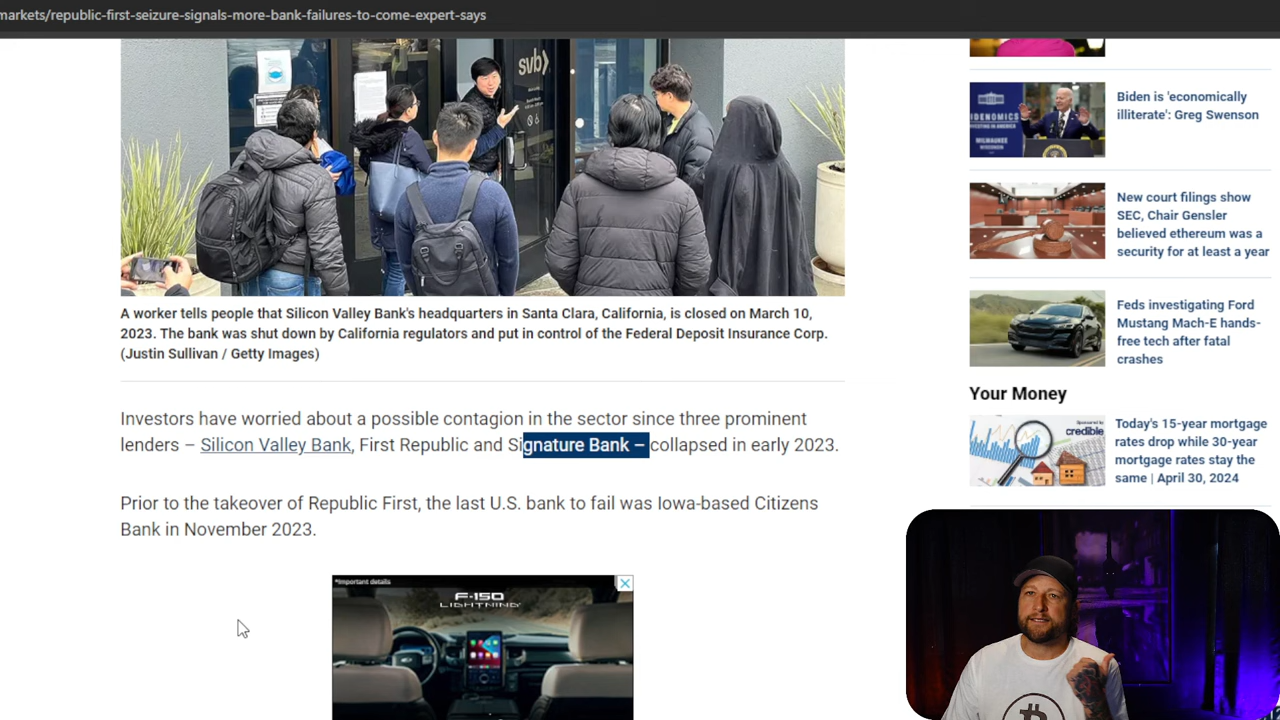 markets/republic-first-seizure-signals-more-bank-failures-to-come-expert-says
svb>
A worker tells people that Silicon Valley Bank's headquarters in Santa Clara, California, is closed on March 10,
2023. The bank was shut down by California regulators and put in control of the Federal Deposit Insurance Corp.
(Justin Sullivan / Getty Images)
Investors have worried about a possible contagion in the sector since three prominent
lenders – Silicon Valley Bank, First Republic and Signature Bank – collapsed in early 2023.
Prior to the takeover of Republic First, the last U.S. bank to fail was Iowa-based Citizens
Bank in November 2023.
*Important details
F-150
LIGHTNING
Biden is 'economically
illiterate': Greg Swenson
New court filings show
SEC, Chair Gensler
believed ethereum was a
security for at least a year
Feds investigating Ford
Mustang Mach-E hands-
free tech after fatal
crashes
Your Money
Sponsored by
credible
Today's 15-year mortgage
rates drop while 30-year
mortgage rates stay the
same | April 30, 2024